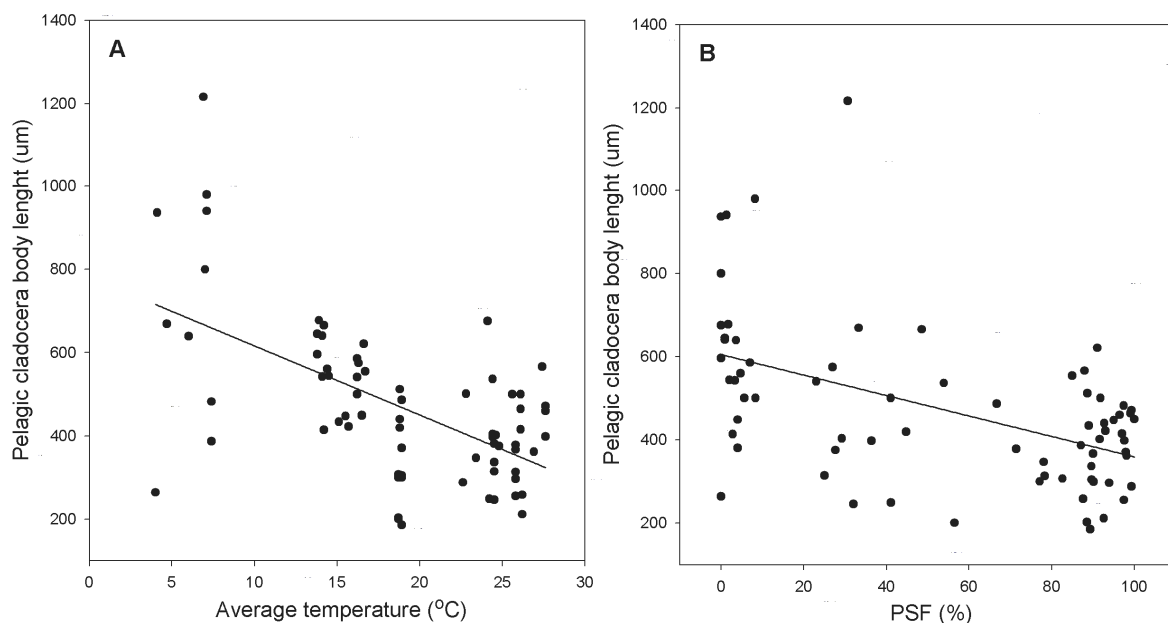 A
Pelagic cladocera body lenght (um)
1400
1200
1000
800
600
400
200
0 5 10 15 20 25 30
Average temperature (°C)
B
Pelagic cladocera body lenght (um)
1400
1200
1000
800
600
400
200
0 20 40 60 80 100
PSF (%)